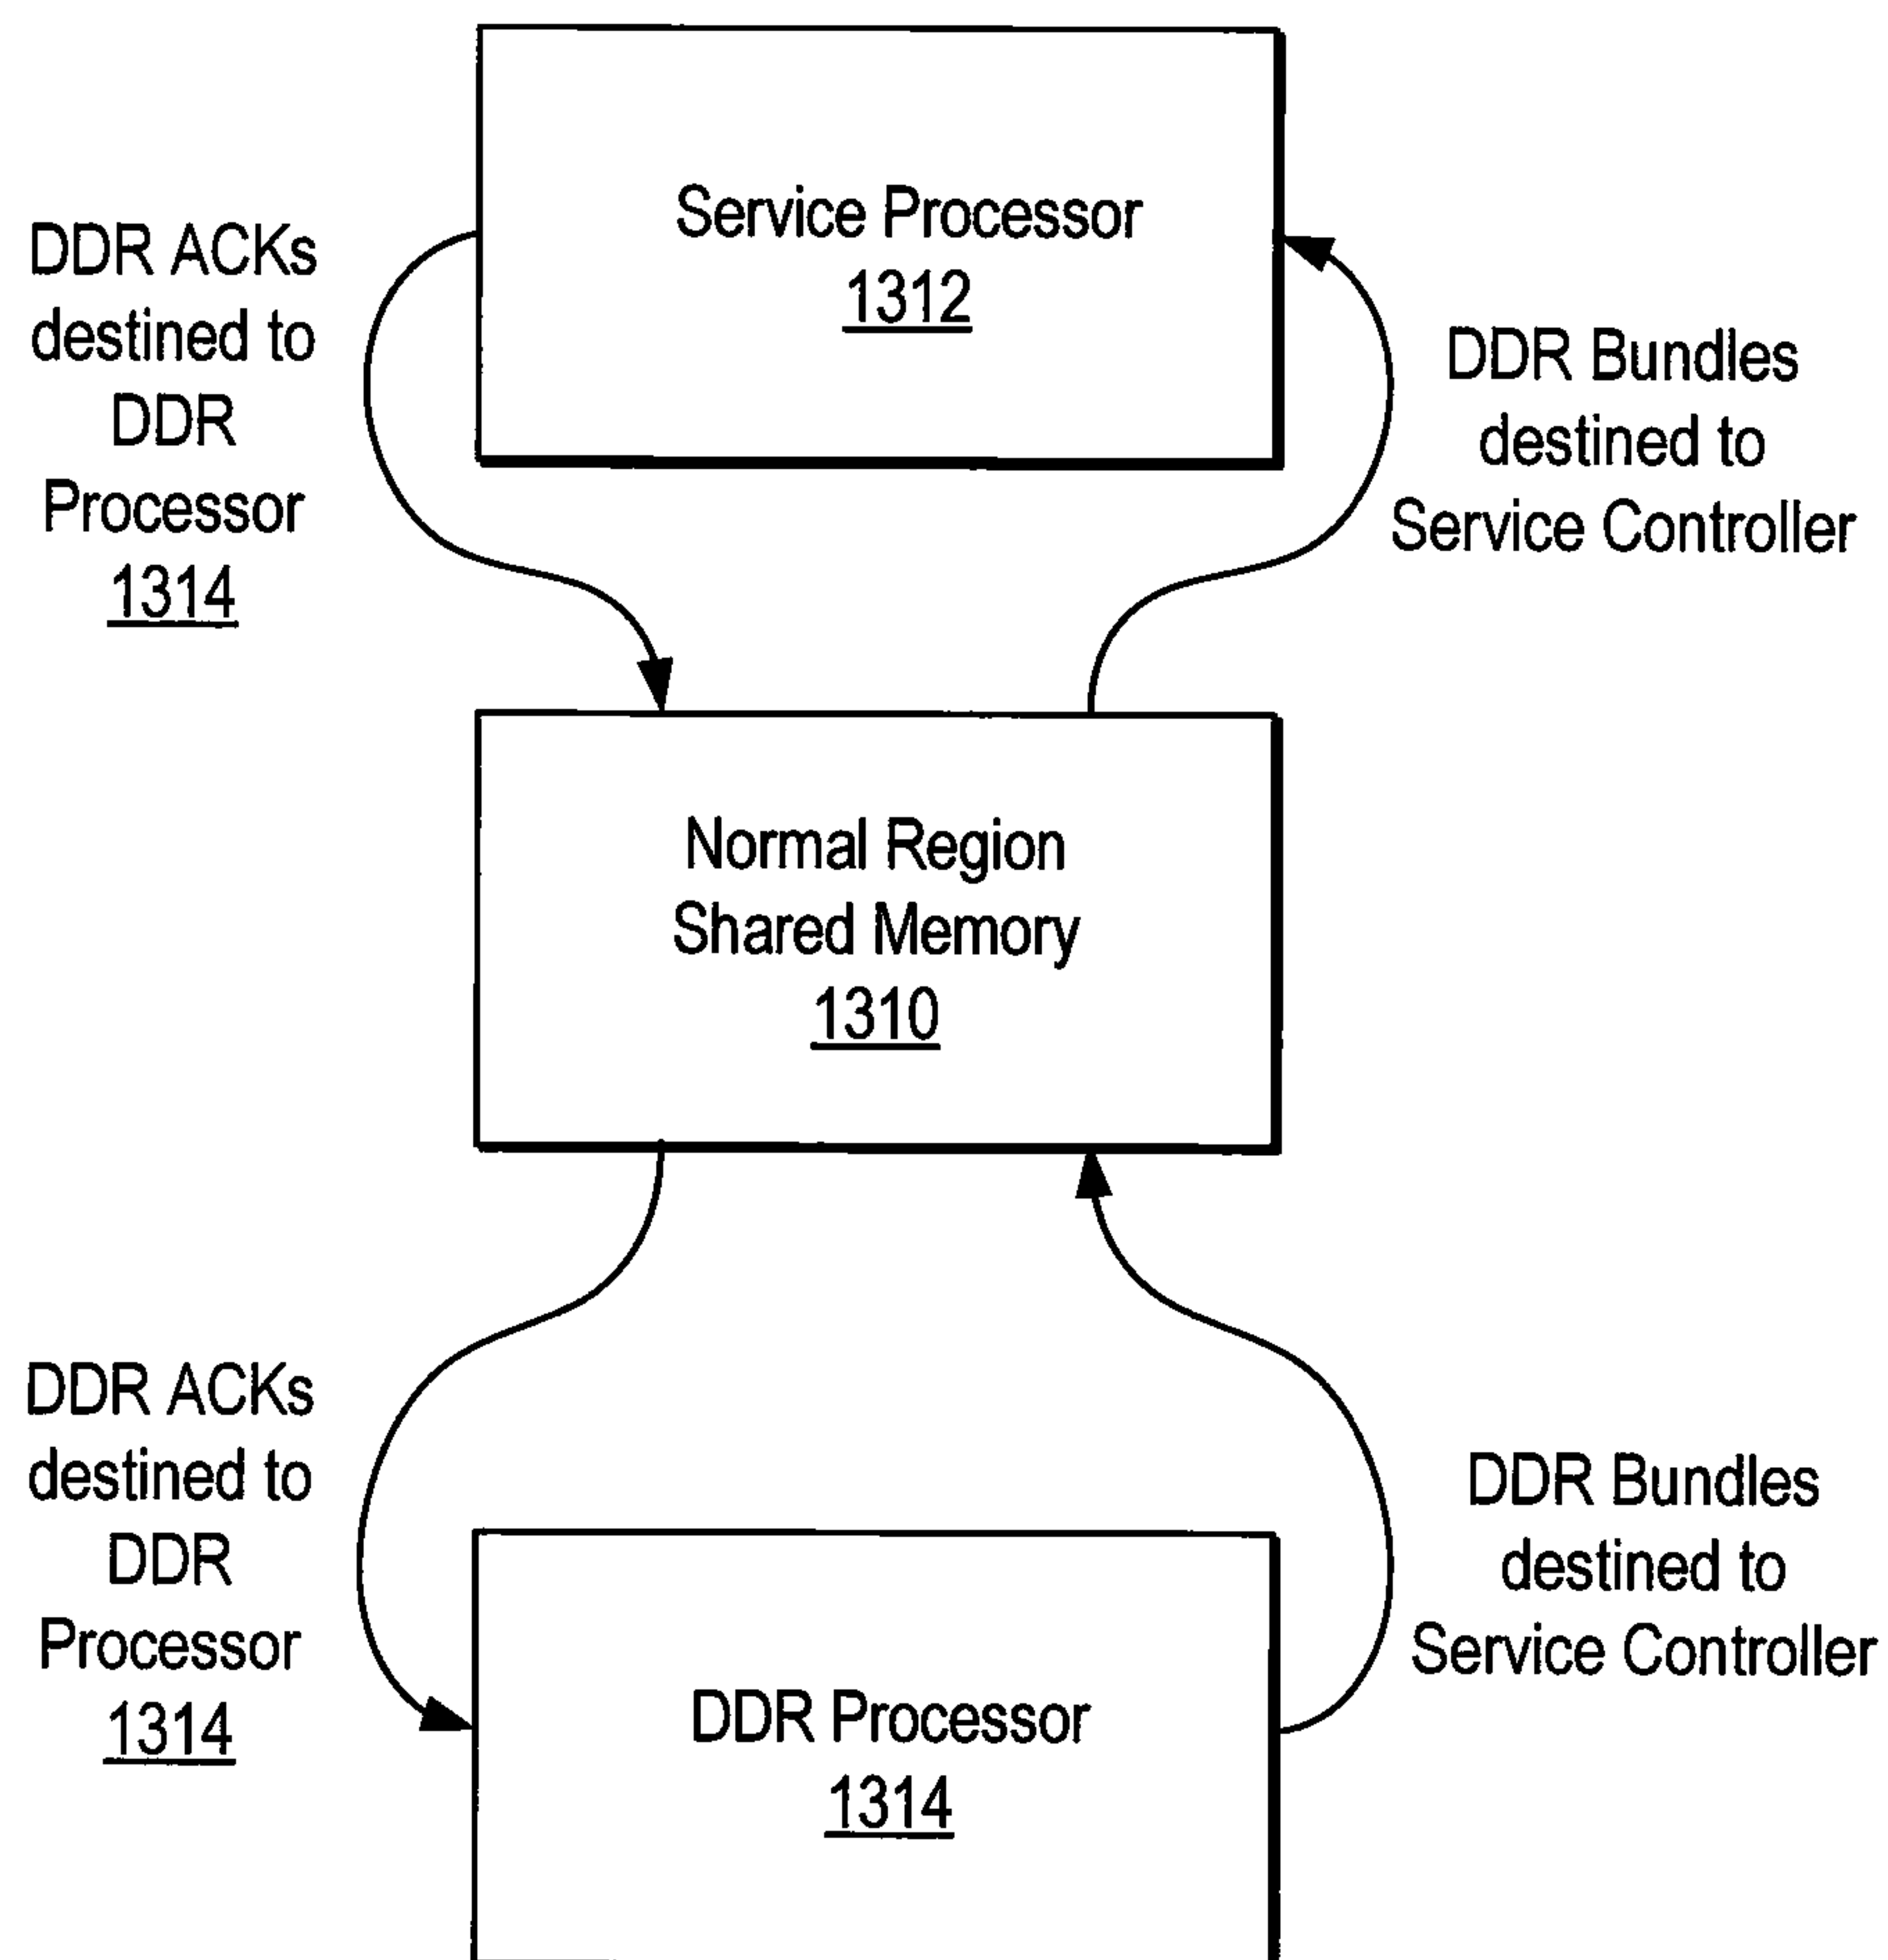 Service Processor
1312
DDR ACKs
destined to
DDR
Processor
1314
DDR Bundles
destined to
Service Controller
Normal Region
Shared Memory
1310
DDR ACKs
destined to
DDR
Processor
1314
DDR Bundles
destined to
Service Controller
DDR Processor
1314